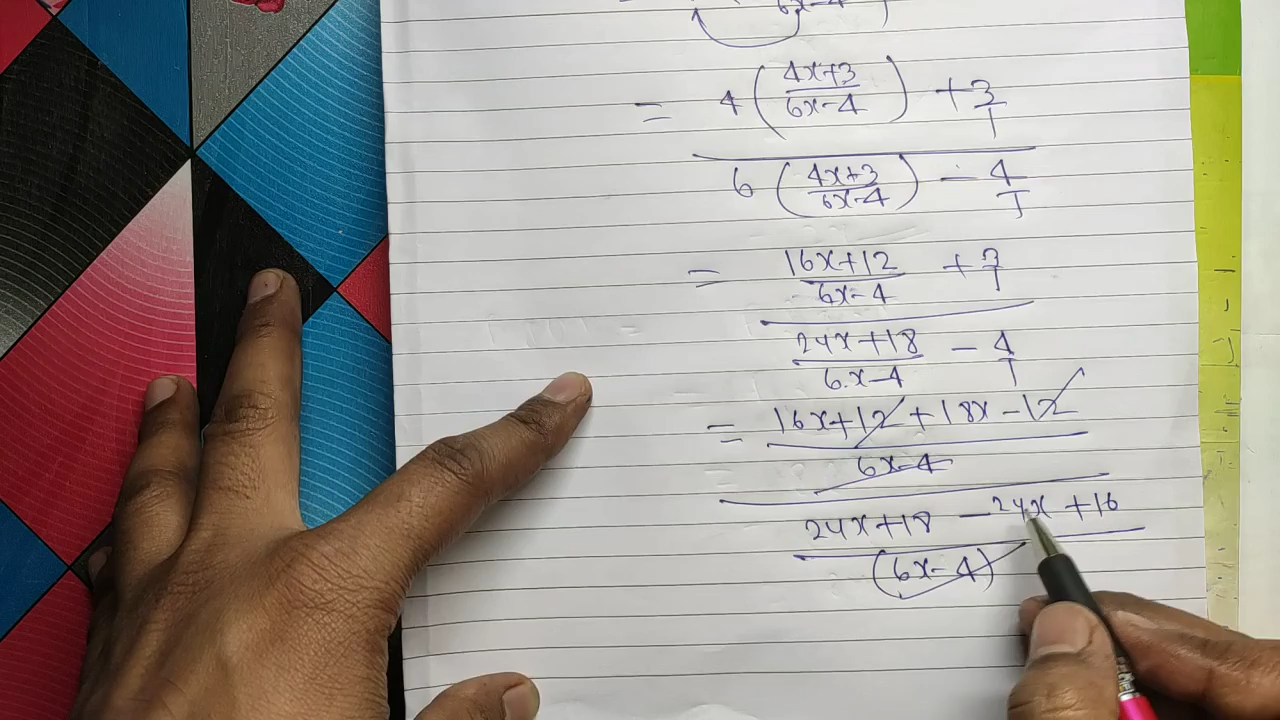 6x-4
4(4x+3/6x-4) + 3/1
=
6(4x+3/6x-4) - 4/1
= 16x+12/6x-4 + 3/1
24x+18/6x-4 - 4/1
= 16x+12+18x-12
6x-4
24x+18 -24x+16
(6x-4)